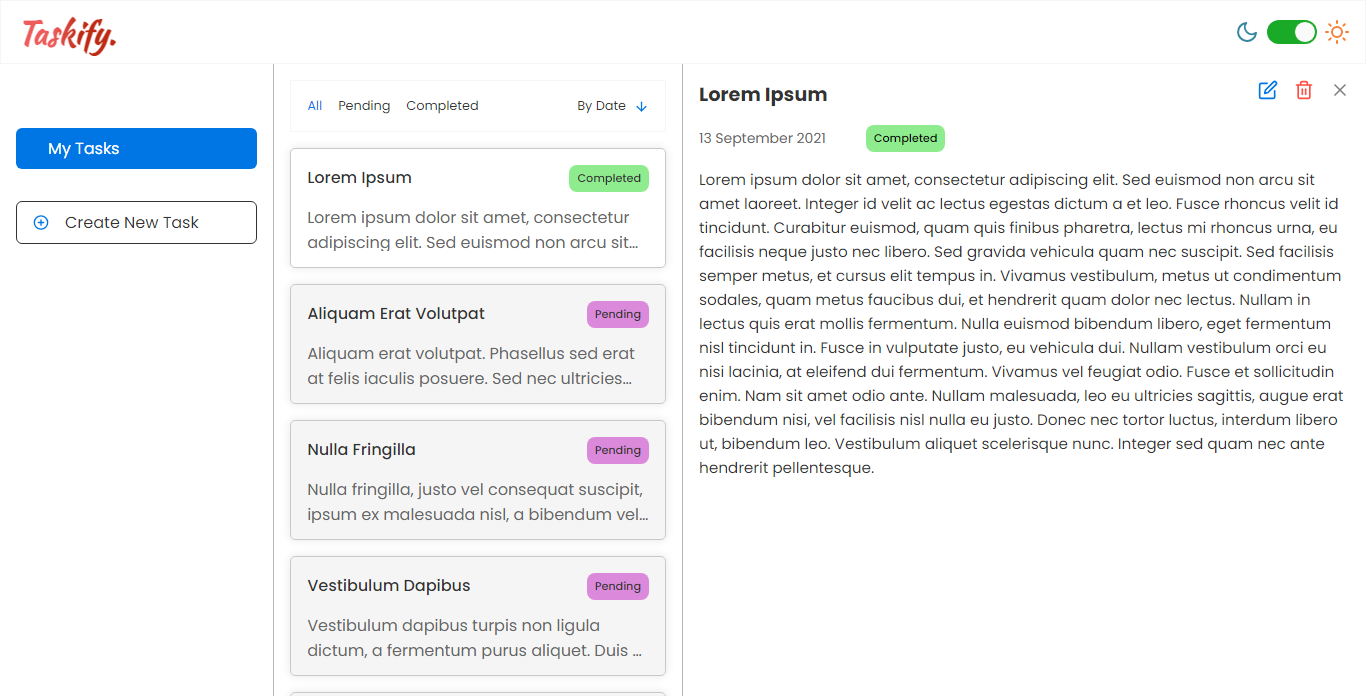 Taskify.
My Tasks
Create New Task
All Pending Completed By Date
Lorem Ipsum
Completed
Lorem ipsum dolor sit amet, consectetur
adipiscing elit. Sed euismod non arcu sit...
Aliquam Erat Volutpat
Pending
Aliquam erat volutpat. Phasellus sed erat
at felis iaculis posuere. Sed nec ultricies...
Nulla Fringilla
Pending
Nulla fringilla, justo vel consequat suscipit,
ipsum ex malesuada nisl, a bibendum vel...
Vestibulum Dapibus
Pending
Vestibulum dapibus turpis non ligula
dictum, a fermentum purus aliquet. Duis ...
Lorem Ipsum
13 September 2021
Completed
Lorem ipsum dolor sit amet, consectetur adipiscing elit. Sed euismod non arcu sit
amet laoreet. Integer id velit ac lectus egestas dictum a et leo. Fusce rhoncus velit id
tincidunt. Curabitur euismod, quam quis finibus pharetra, lectus mi rhoncus urna, eu
facilisis neque justo nec libero. Sed gravida vehicula quam nec suscipit. Sed facilisis
semper metus, et cursus elit tempus in. Vivamus vestibulum, metus ut condimentum
sodales, quam metus faucibus dui, et hendrerit quam dolor nec lectus. Nullam in
lectus quis erat mollis fermentum. Nulla euismod bibendum libero, eget fermentum
nisl tincidunt in. Fusce in vulputate justo, eu vehicula dui. Nullam vestibulum orci eu
nisi lacinia, at eleifend dui fermentum. Vivamus vel feugiat odio. Fusce et sollicitudin
enim. Nam sit amet odio ante. Nullam malesuada, leo eu ultricies sagittis, augue erat
bibendum nisi, vel facilisis nisl nulla eu justo. Donec nec tortor luctus, interdum libero
ut, bibendum leo. Vestibulum aliquet scelerisque nunc. Integer sed quam nec ante
hendrerit pellentesque.